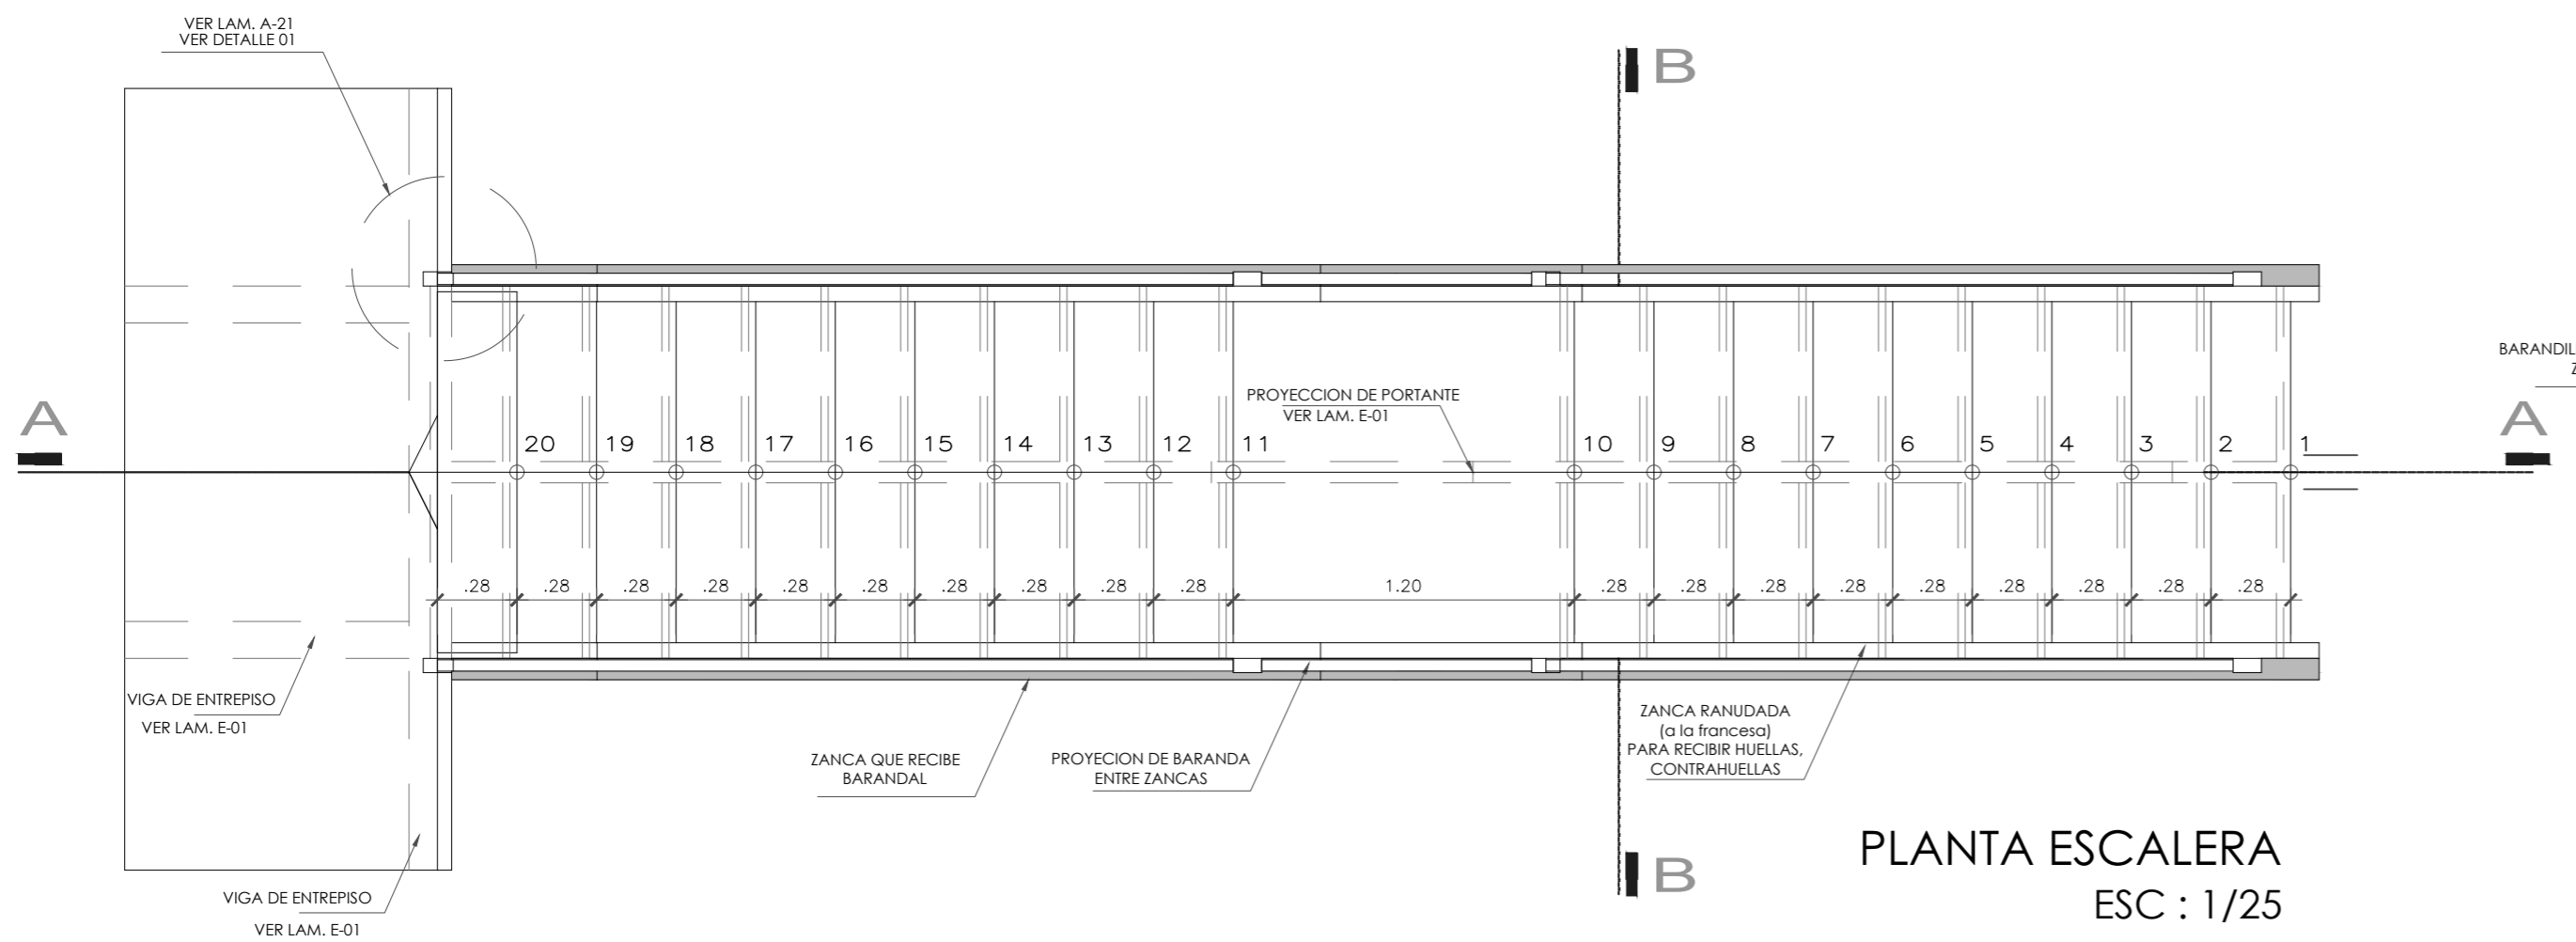 VER LAM. A-21
VER DETALLE 01
B
BARANDIL
Z
PROYECCION DE PORTANTE
VER LAM. E-01
A
A
20 19 18 17 16 15 14 13 12 11 10 9 8 7 6 5 4 3 2 1
.28 .28 .28 .28 .28 .28 .28 .28 .28 .28 1.20 .28 .28 .28 .28 .28 .28 .28 .28 .28
VIGA DE ENTREPISO
VER LAM. E-01
ZANCA QUE RECIBE
BARANDAL
PROYECION DE BARANDA
ENTRE ZANCAS
ZANCA RANUDADA
(a la francesa)
PARA RECIBIR HUELLAS,
CONTRAHUELLAS
VIGA DE ENTREPISO
VER LAM. E-01
B
PLANTA ESCALERA
ESC : 1/25